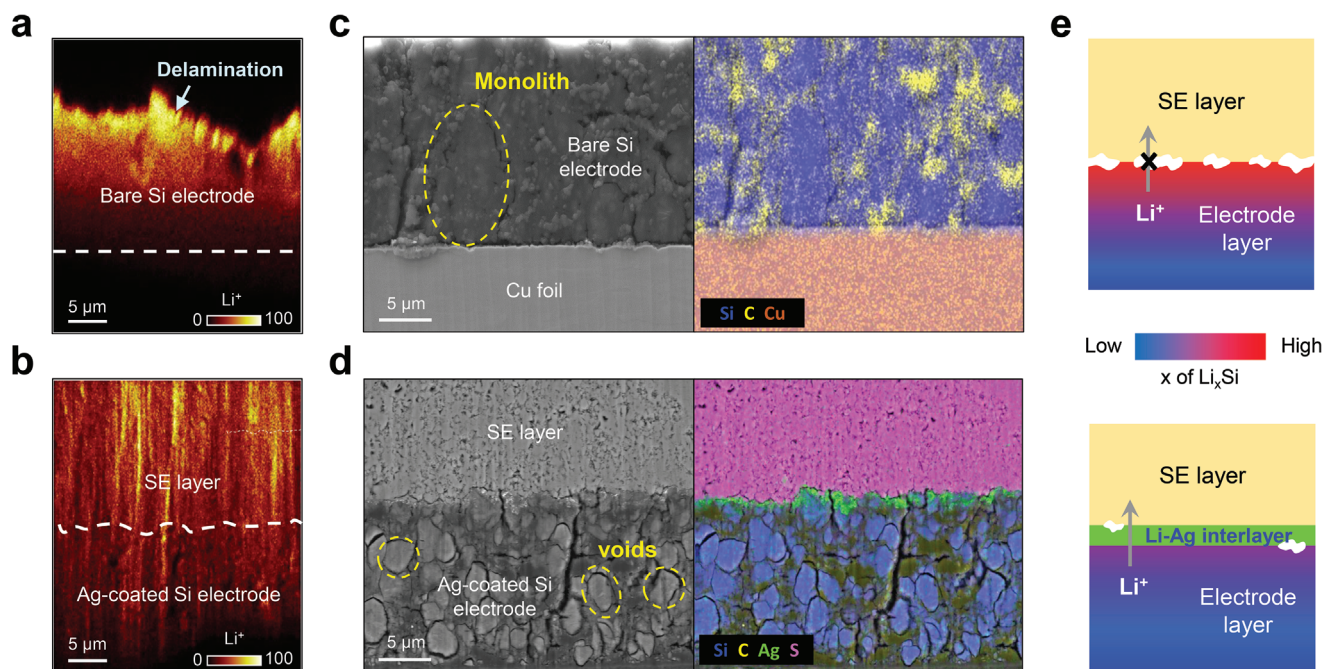 a
Delamination
Bare Si electrode
5 µm
Li⁺
0 100
b
SE layer
Ag-coated Si electrode
5 µm
Li⁺
0 100
c
Monolith
Bare Si
electrode
Cu foil
5 µm
Si C Cu
d
SE layer
voids
Ag-coated Si
electrode
5 µm
Si C Ag S
e
SE layer
Li⁺
Electrode
layer
Low High
x of LiₓSi
SE layer
Li-Ag interlayer
Li⁺
Electrode
layer